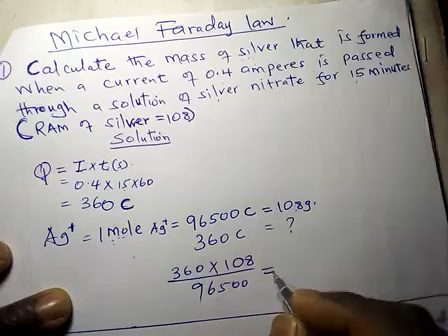 Michael Faraday law.
① Calculate the mass of silver that is formed
when a current of 0.4 amperes is passed
through a solution of silver nitrate for 15 minutes
(RAM of silver = 108)
Solution
Q = I x t(s).
= 0.4 x 15 x 60
= 360 C
Ag+ = 1 mole Ag+ = 96500 C = 108g.
360 C = ?
360 x 108 =
96500